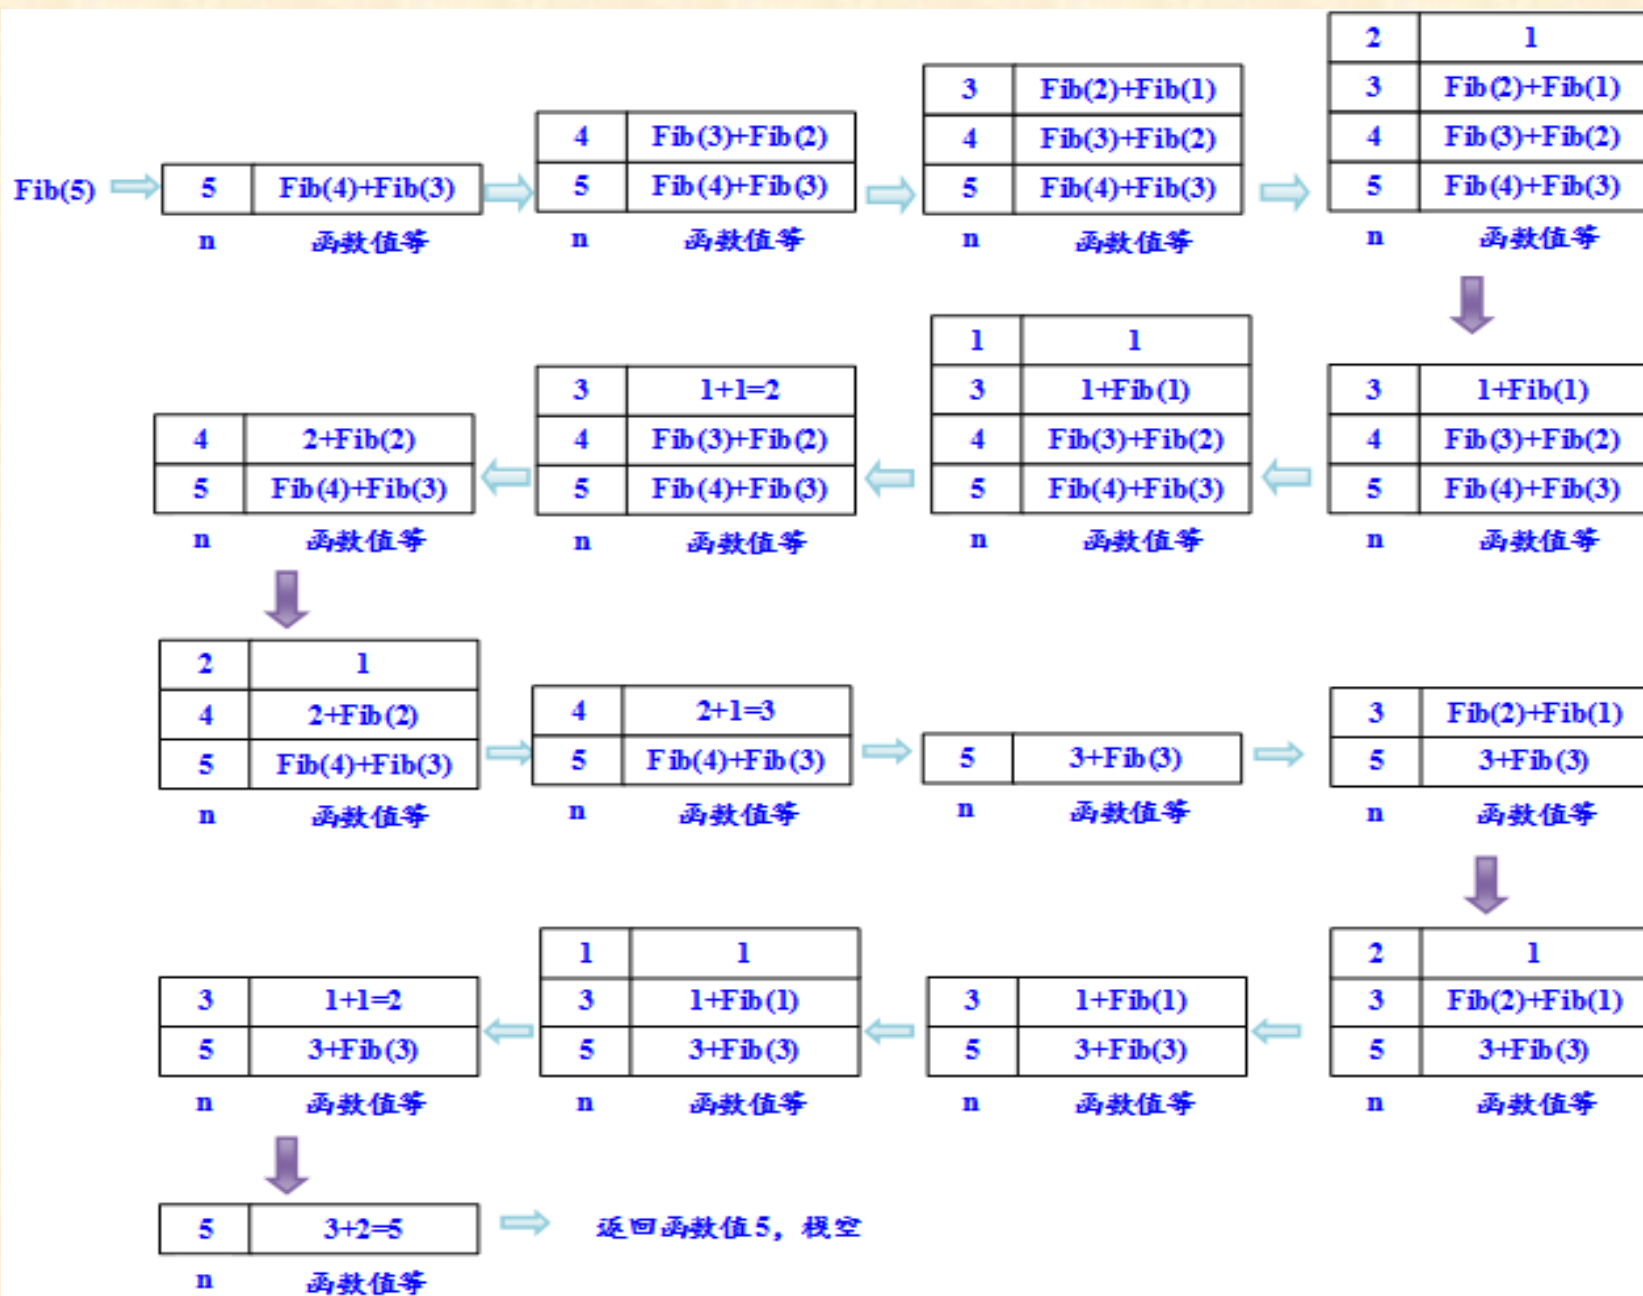 Fib(5)
5 Fib(4)+Fib(3)
n 函数值等
4 Fib(3)+Fib(2)
5 Fib(4)+Fib(3)
n 函数值等
3 Fib(2)+Fib(1)
4 Fib(3)+Fib(2)
5 Fib(4)+Fib(3)
n 函数值等
2 1
3 Fib(2)+Fib(1)
4 Fib(3)+Fib(2)
5 Fib(4)+Fib(3)
n 函数值等
3 1+Fib(1)
4 Fib(3)+Fib(2)
5 Fib(4)+Fib(3)
n 函数值等
1 1
3 1+Fib(1)
4 Fib(3)+Fib(2)
5 Fib(4)+Fib(3)
n 函数值等
3 1+1=2
4 Fib(3)+Fib(2)
5 Fib(4)+Fib(3)
n 函数值等
4 2+Fib(2)
5 Fib(4)+Fib(3)
n 函数值等
2 1
4 2+Fib(2)
5 Fib(4)+Fib(3)
n 函数值等
4 2+1=3
5 Fib(4)+Fib(3)
n 函数值等
5 3+Fib(3)
n 函数值等
3 Fib(2)+Fib(1)
5 3+Fib(3)
n 函数值等
2 1
3 Fib(2)+Fib(1)
5 3+Fib(3)
n 函数值等
3 1+Fib(1)
5 3+Fib(3)
n 函数值等
1 1
3 1+Fib(1)
5 3+Fib(3)
n 函数值等
3 1+1=2
5 3+Fib(3)
n 函数值等
5 3+2=5
n 函数值等
返回函数值5，栈空